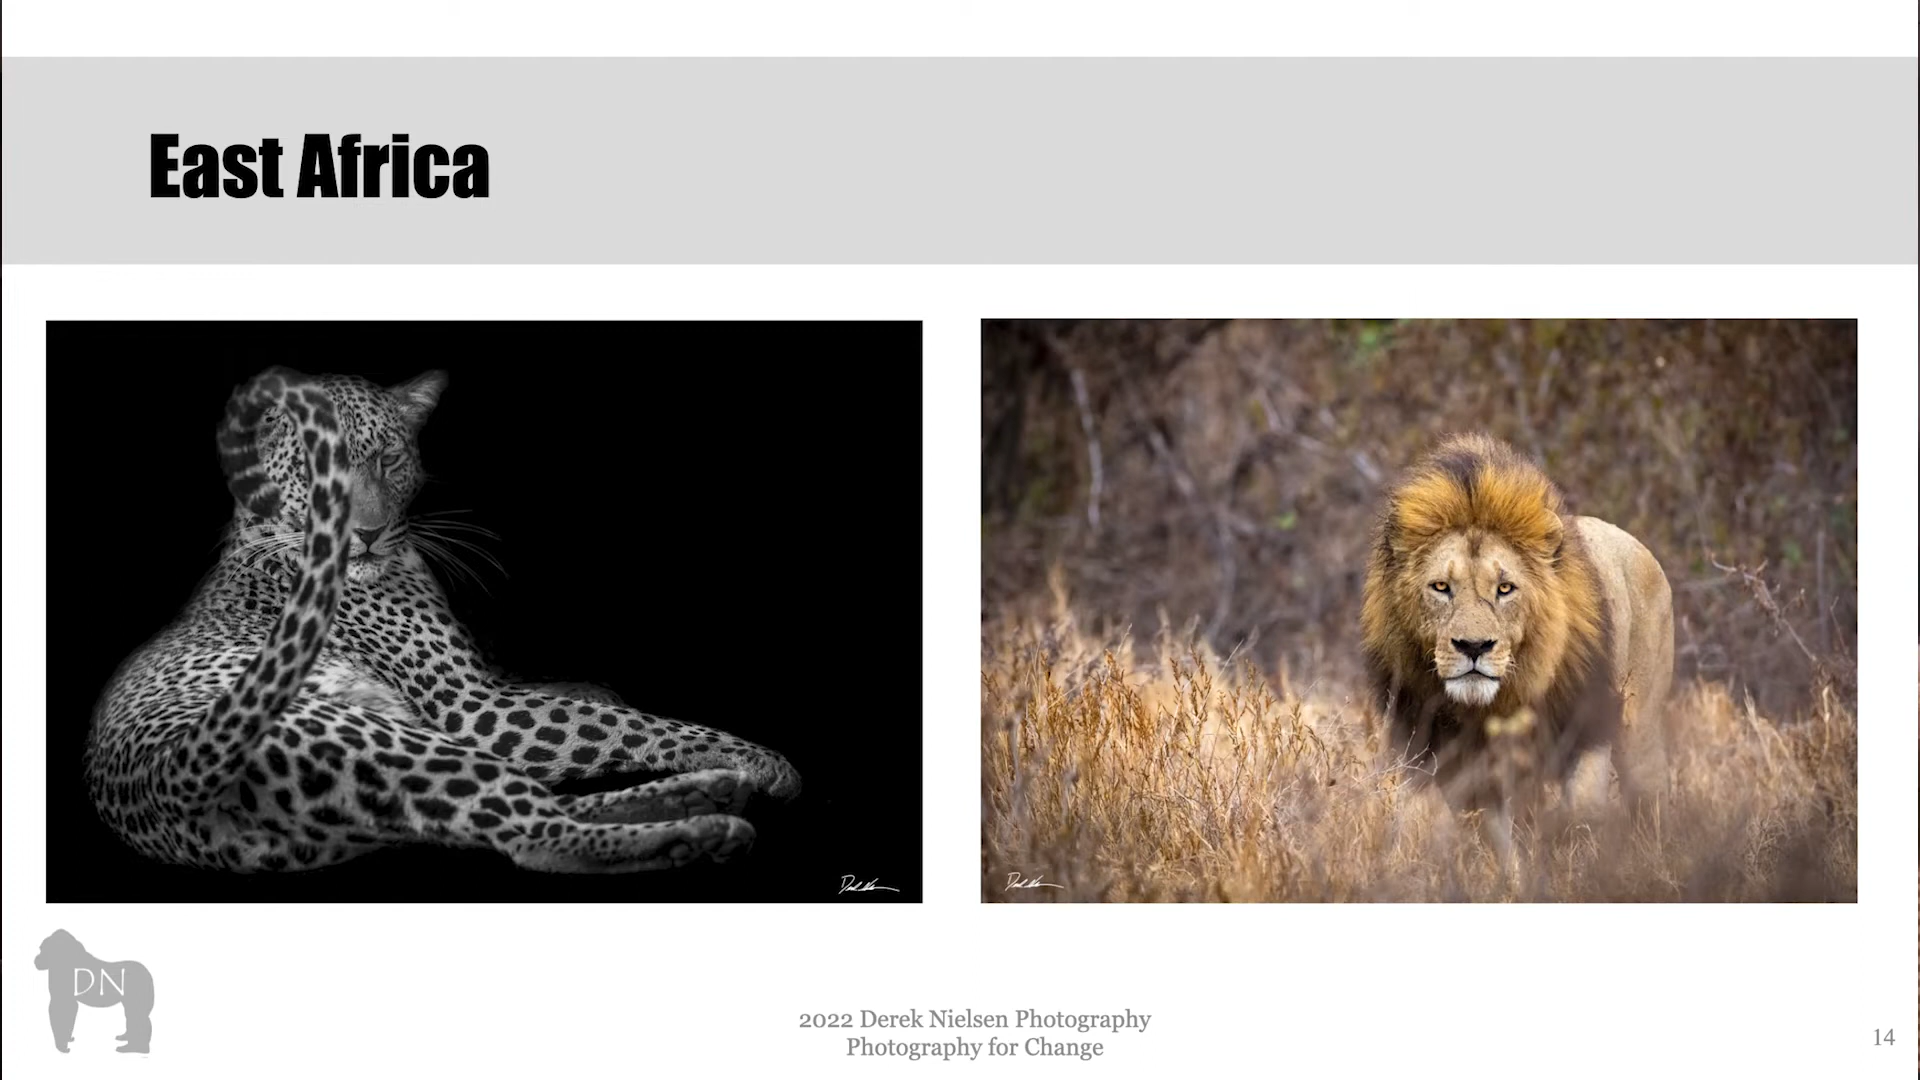 East Africa
DN
2022 Derek Nielsen Photography
Photography for Change
14